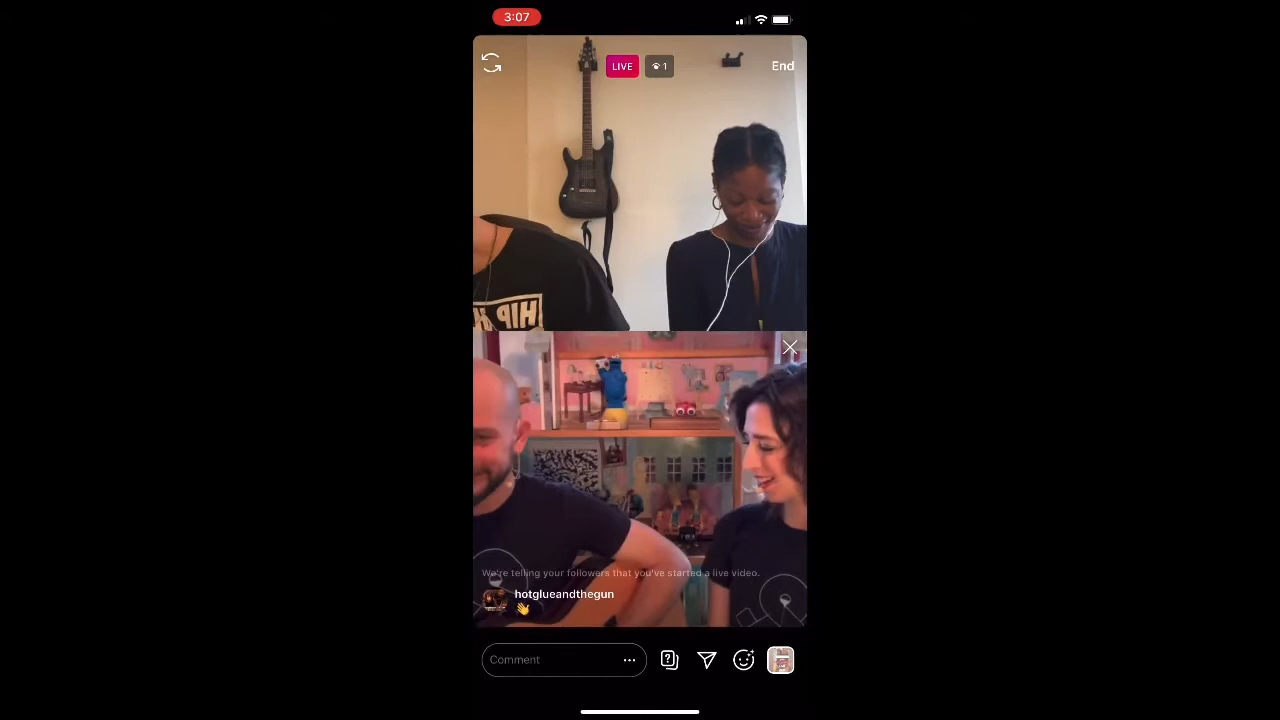 3:07
LIVE
1
End
HIP
We're telling your followers that you've started a live video.
hotglueandthegun
Comment